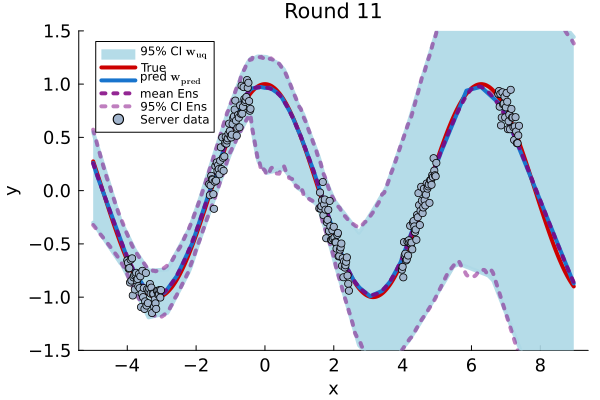 Round 11
1.5
1.0
0.5
0.0
−0.5
−1.0
−1.5
y
95% CI w_uq
True
pred w_pred
mean Ens
95% CI Ens
Server data
−4 −2 0 2 4 6 8
x